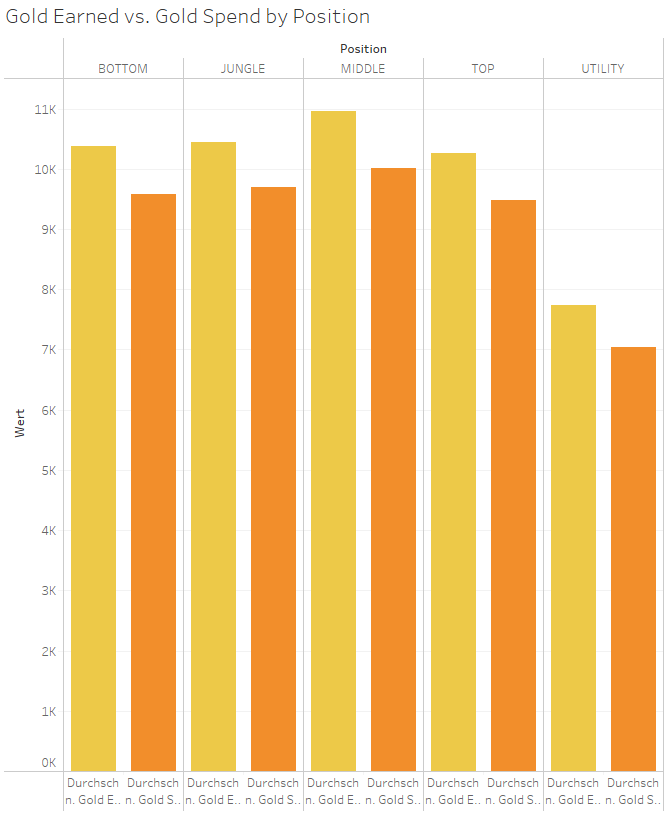 Gold Earned vs. Gold Spend by Position
Position
BOTTOM JUNGLE MIDDLE TOP UTILITY
11K
10K
9K
8K
7K
6K
5K
4K
3K
2K
1K
0K
Wert
Durchsch Durchsch Durchsch Durchsch Durchsch Durchsch Durchsch Durchsch Durchsch Durchsch
n. Gold E.. n. Gold S.. n. Gold E.. n. Gold S.. n. Gold E.. n. Gold S.. n. Gold E.. n. Gold S.. n. Gold E.. n. Gold S..